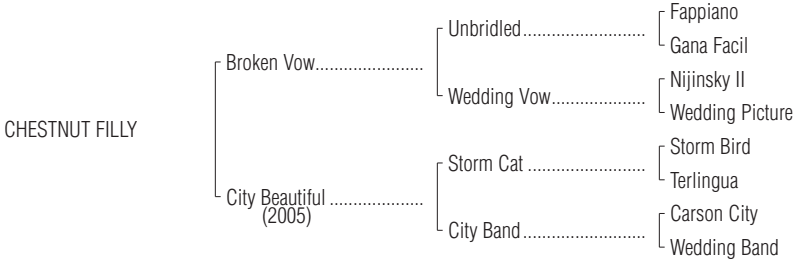 Fappiano
Unbridled..........................
Gana Facil
Broken Vow.......................
Nijinsky II
Wedding Vow....................
Wedding Picture
CHESTNUT FILLY
Storm Bird
Storm Cat .........................
Terlingua
City Beautiful ....................
(2005)
Carson City
City Band..........................
Wedding Band